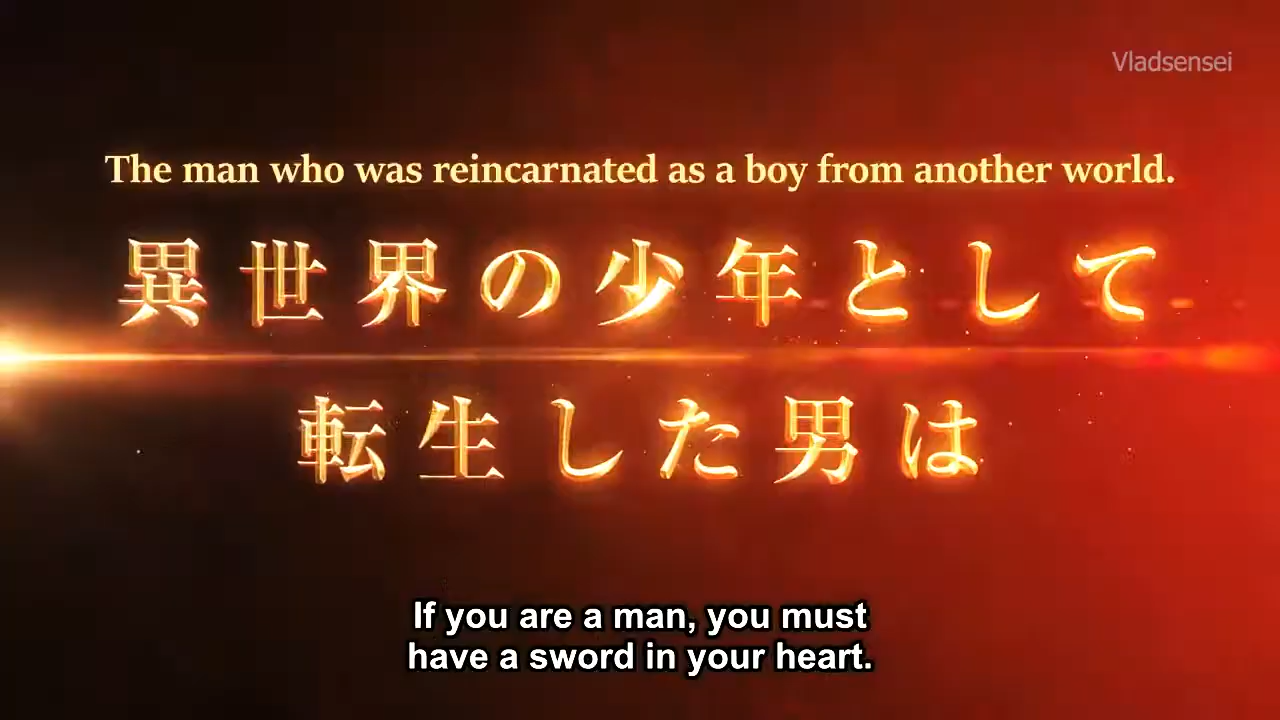 Vladsensei
The man who was reincarnated as a boy from another world.
異世界の少年として
転生した男は
If you are a man, you must
have a sword in your heart.